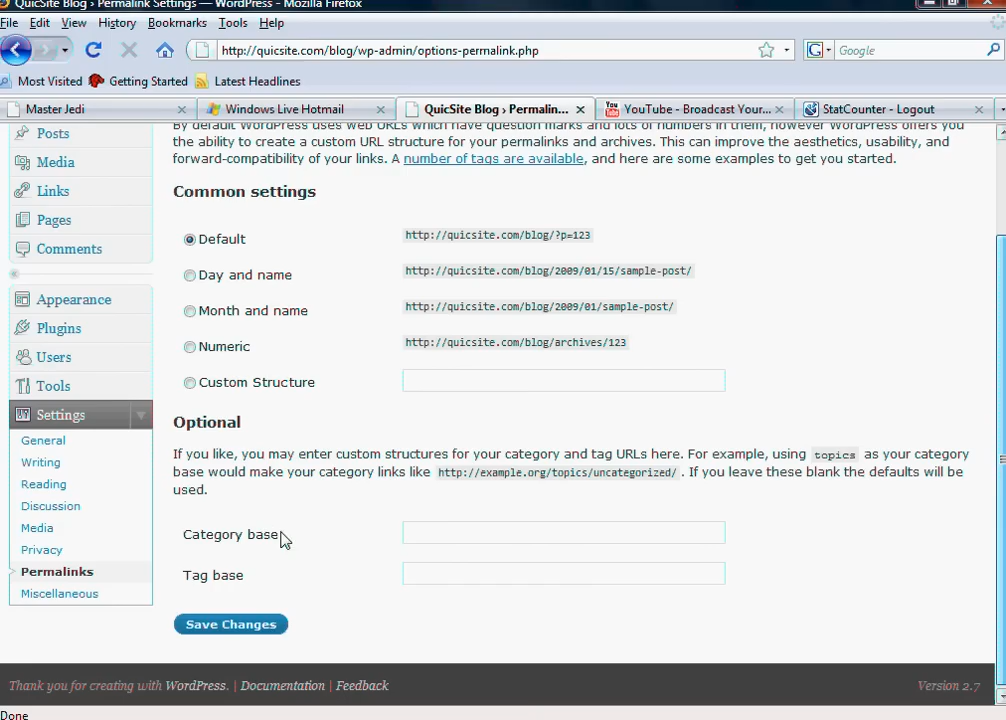 QuicSite Blog › Permalink Settings — WordPress - Mozilla Firefox
File Edit View History Bookmarks Tools Help
http://quicsite.com/blog/wp-admin/options-permalink.php
G Google
Most Visited Getting Started Latest Headlines
Master Jedi Windows Live Hotmail QuicSite Blog › Permalin... You Tube YouTube - Broadcast Your... StatCounter - Logout
Posts
Media
Links
Pages
Comments
Appearance
Plugins
Users
Tools
Settings
General
Writing
Reading
Discussion
Media
Privacy
Permalinks
Miscellaneous
By default WordPress uses web URLs which have question marks and lots of numbers in them, however WordPress offers you
the ability to create a custom URL structure for your permalinks and archives. This can improve the aesthetics, usability, and
forward-compatibility of your links. A number of tags are available, and here are some examples to get you started.
Common settings
Default http://quicsite.com/blog/?p=123
Day and name http://quicsite.com/blog/2009/01/15/sample-post/
Month and name http://quicsite.com/blog/2009/01/sample-post/
Numeric http://quicsite.com/blog/archives/123
Custom Structure
Optional
If you like, you may enter custom structures for your category and tag URLs here. For example, using topics as your category
base would make your category links like http://example.org/topics/uncategorized/ . If you leave these blank the defaults will be
used.
Category base
Tag base
Save Changes
Thank you for creating with WordPress. | Documentation | Feedback Version 2.7
Done